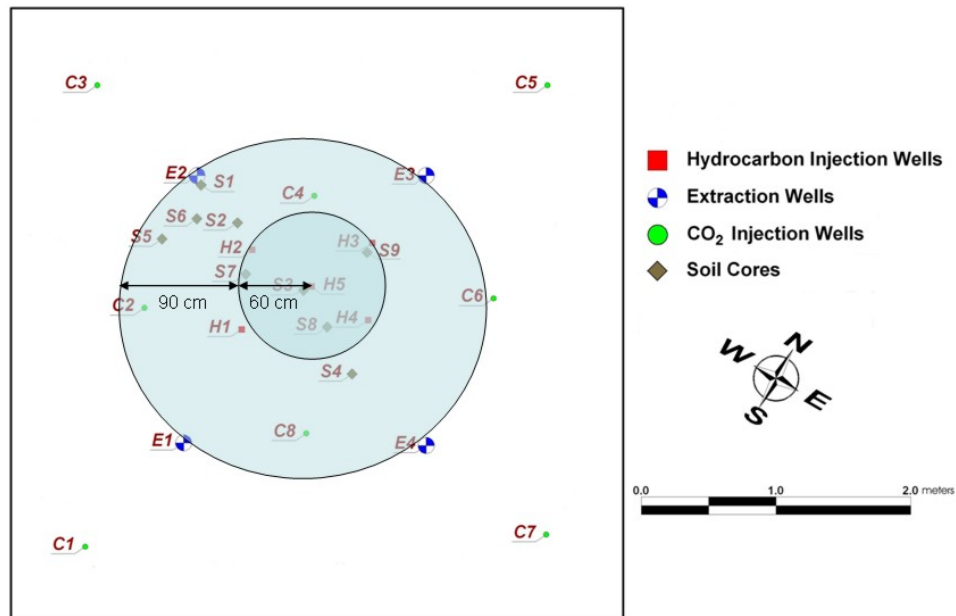 C3
C5
E2
S1
E3
C4
S6
S2
S5
H2
H3
S9
S7
S3
H5
90 cm
60 cm
C2
C6
H1
S8
H4
S4
C8
E1
E4
C1
C7
Hydrocarbon Injection Wells
Extraction Wells
CO₂ Injection Wells
Soil Cores
N
W
E
S
0.0 1.0 2.0 meters